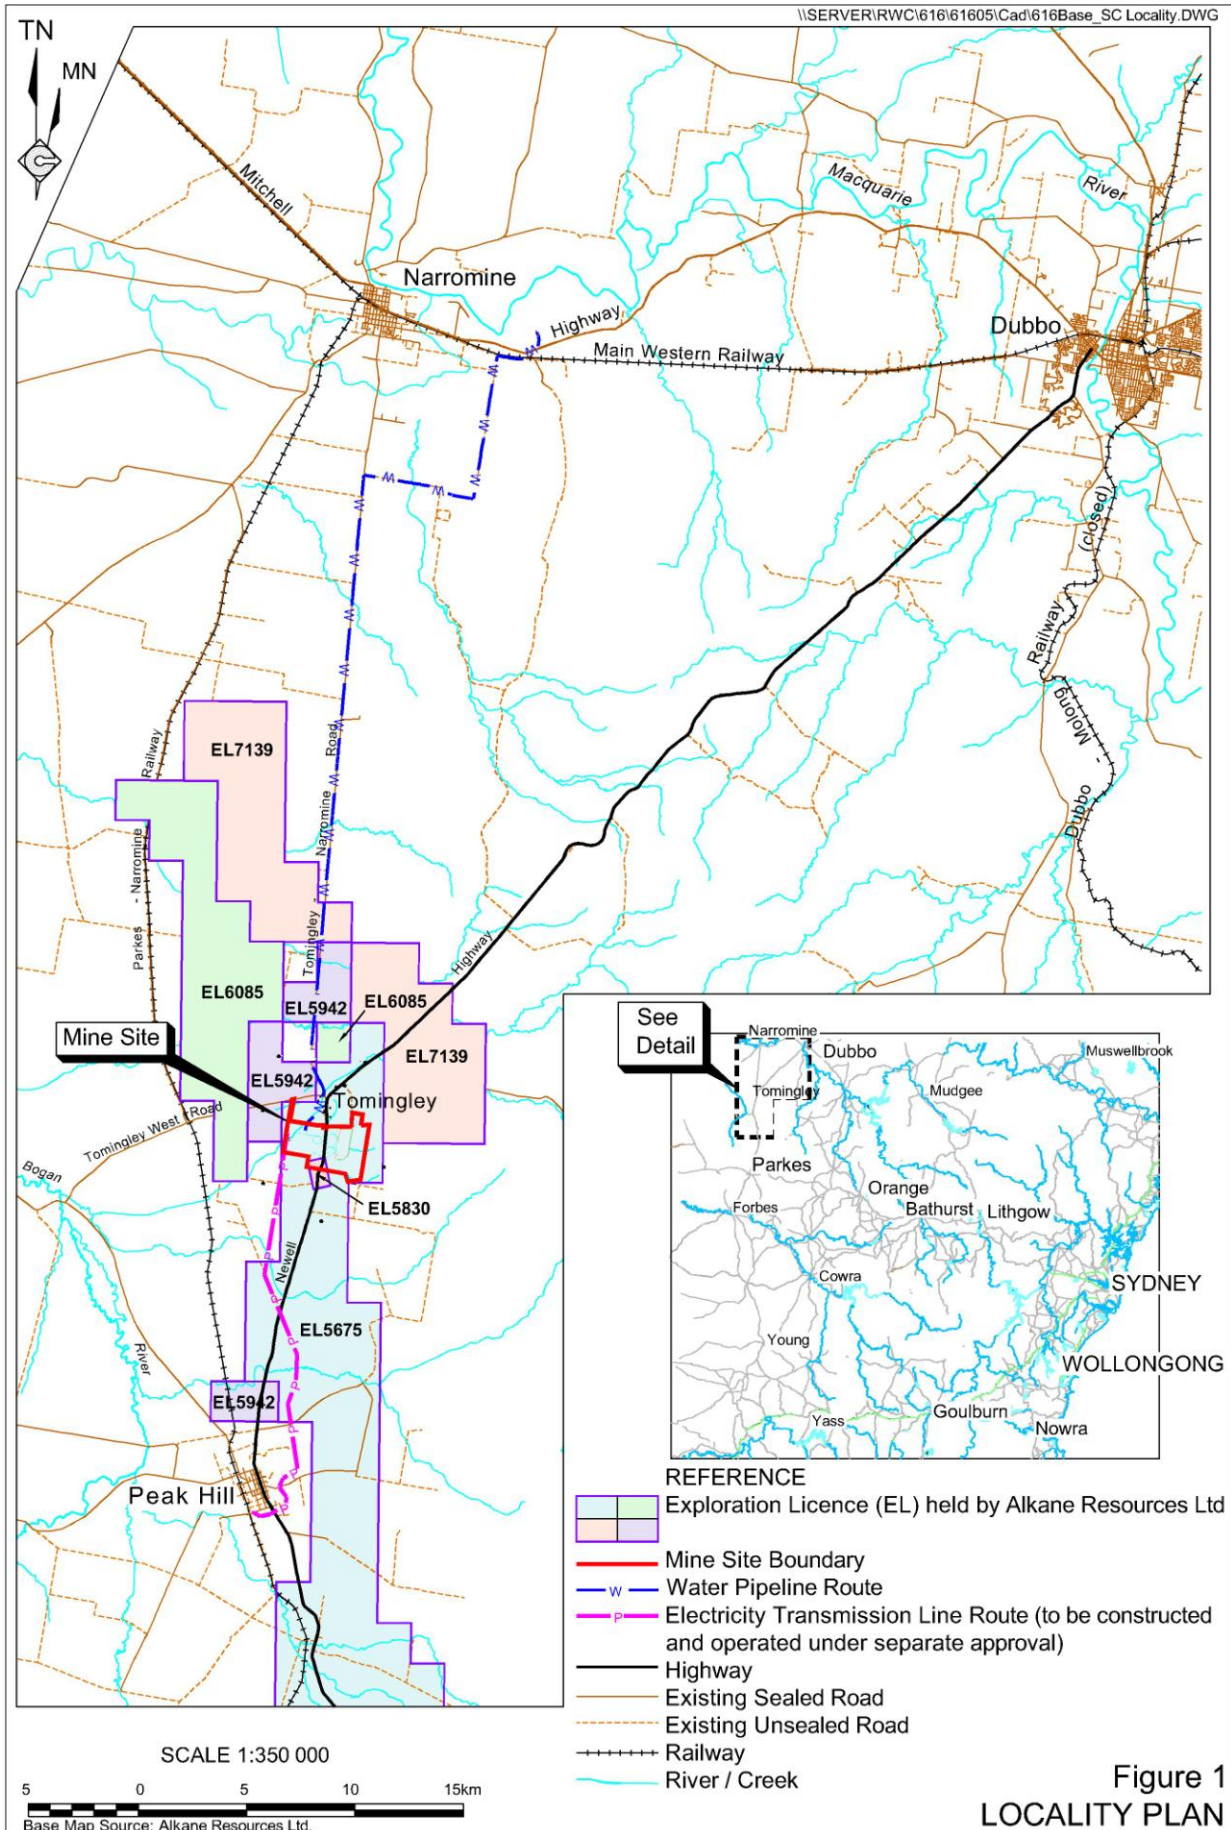 \\SERVER\RWC\616\61605\Cad\616Base_SC Locality.DWG
TN
MN
Mitchell
Macquarie
River
Narromine
Highway
Dubbo
Main Western Railway
(closed)
Railway
Molong -
Dubbo
EL7139
Railway
Road
Narromine
Parkes - Narromine
Tomingley -
Highway
EL6085
EL5942
EL6085
Mine Site
EL7139
EL5942
Tomingley
Tomingley West Road
Bogan
EL5830
Newell
EL5675
River
EL5942
Peak Hill
See
Detail
Narromine
Dubbo
Muswellbrook
Tomingley
Mudgee
Parkes
Orange
Forbes
Bathurst
Lithgow
Cowra
SYDNEY
Young
WOLLONGONG
Goulburn
Yass
Nowra
REFERENCE
Exploration Licence (EL) held by Alkane Resources Ltd
Mine Site Boundary
W
Water Pipeline Route
P
Electricity Transmission Line Route (to be constructed
and operated under separate approval)
Highway
Existing Sealed Road
Existing Unsealed Road
Railway
River / Creek
SCALE 1:350 000
5 0 5 10 15km
Base Map Source: Alkane Resources Ltd.
Figure 1
LOCALITY PLAN